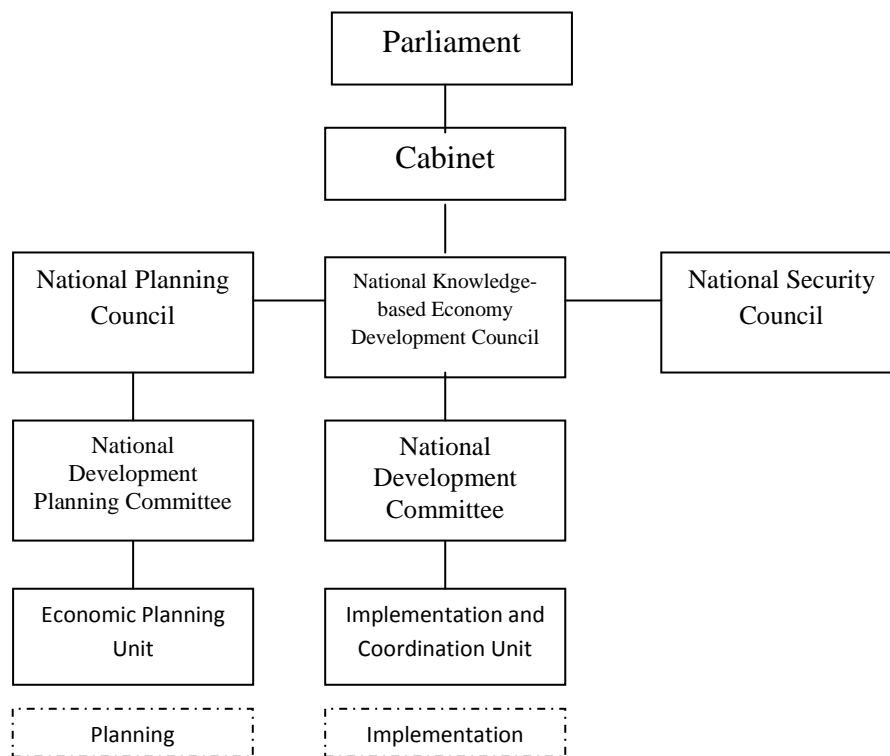 Parliament
Cabinet
National Planning
Council
National Knowledge-
based Economy
Development Council
National Security
Council
National
Development
Planning Committee
National
Development
Committee
Economic Planning
Unit
Implementation and
Coordination Unit
Planning
Implementation